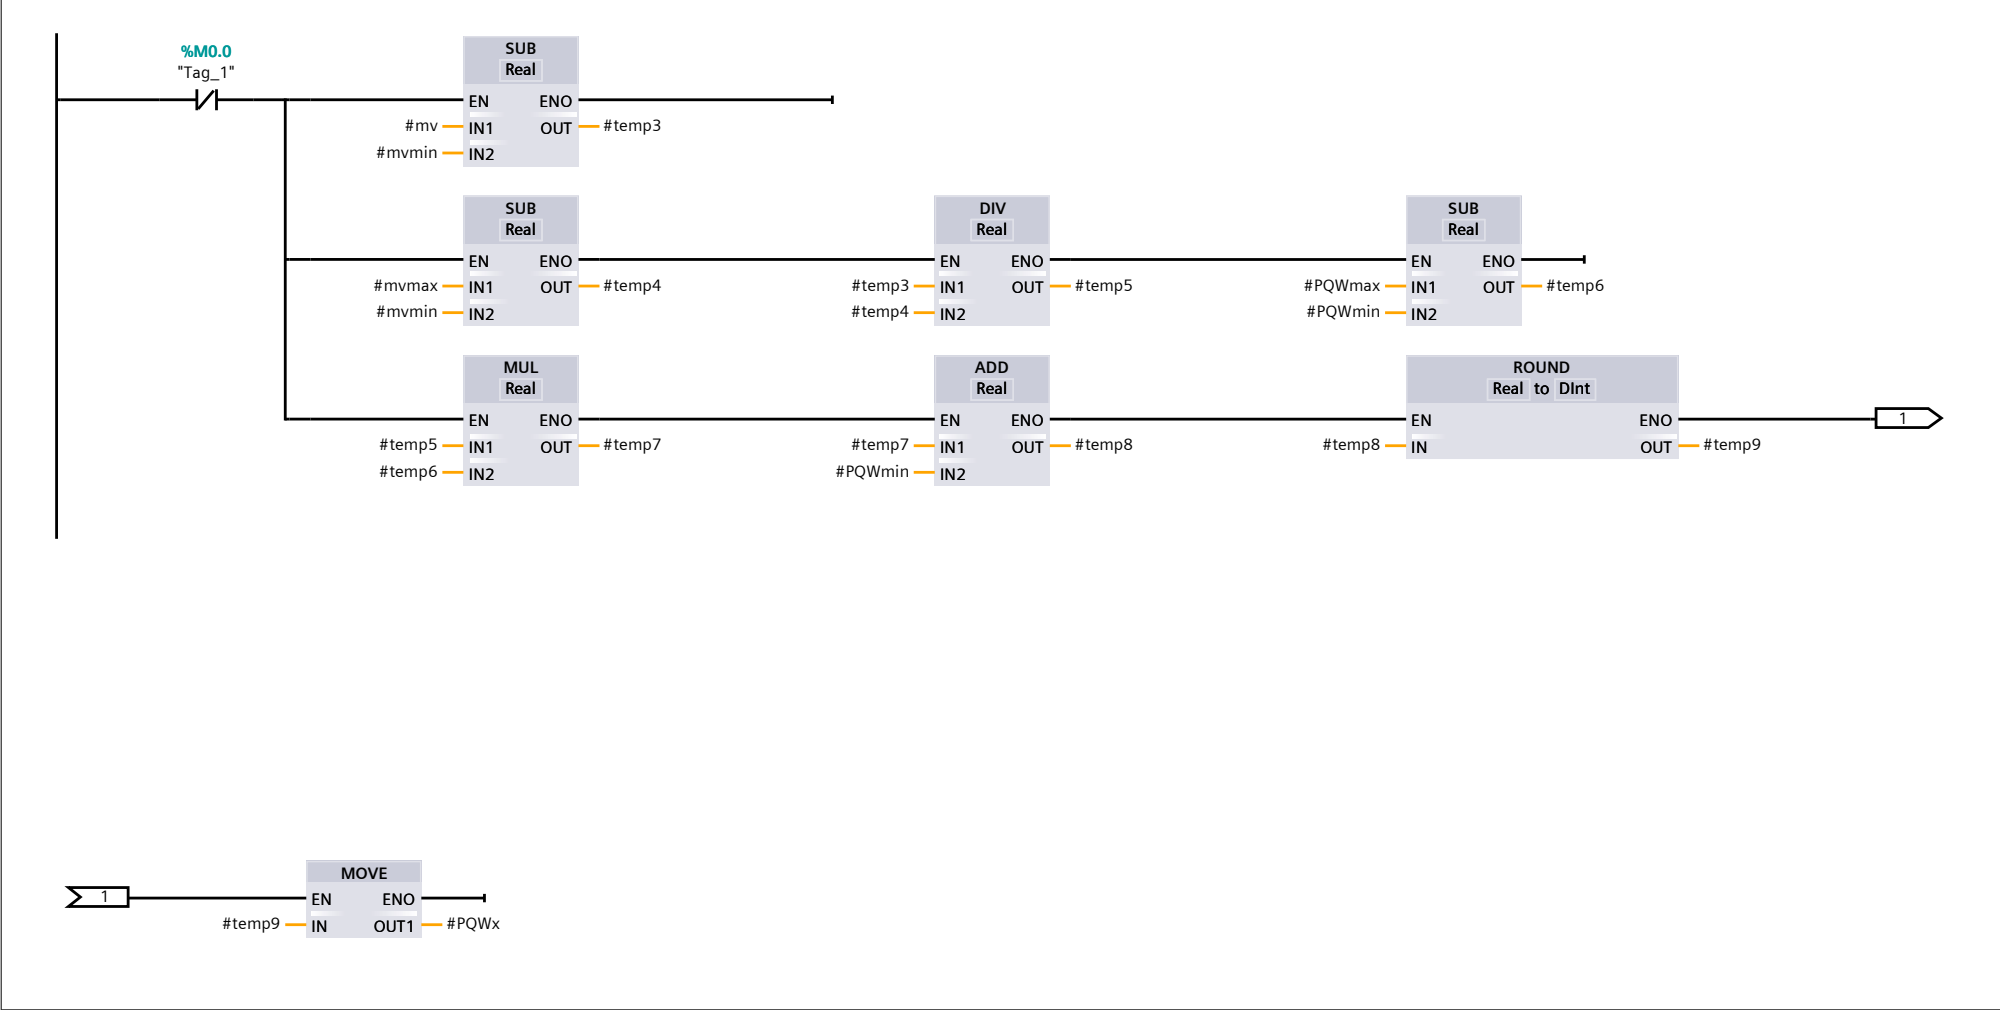 %M0.0
"Tag_1"
SUB
Real
EN ENO
#mv IN1 OUT #temp3
#mvmin IN2
SUB
Real
EN ENO
#mvmax IN1 OUT #temp4
#mvmin IN2
DIV
Real
EN ENO
#temp3 IN1 OUT #temp5
#temp4 IN2
SUB
Real
EN ENO
#PQWmax IN1 OUT #temp6
#PQWmin IN2
MUL
Real
EN ENO
#temp5 IN1 OUT #temp7
#temp6 IN2
ADD
Real
EN ENO
#temp7 IN1 OUT #temp8
#PQWmin IN2
ROUND
Real to DInt
EN ENO
#temp8 IN OUT #temp9
1
1
MOVE
EN ENO
#temp9 IN OUT1 #PQWx